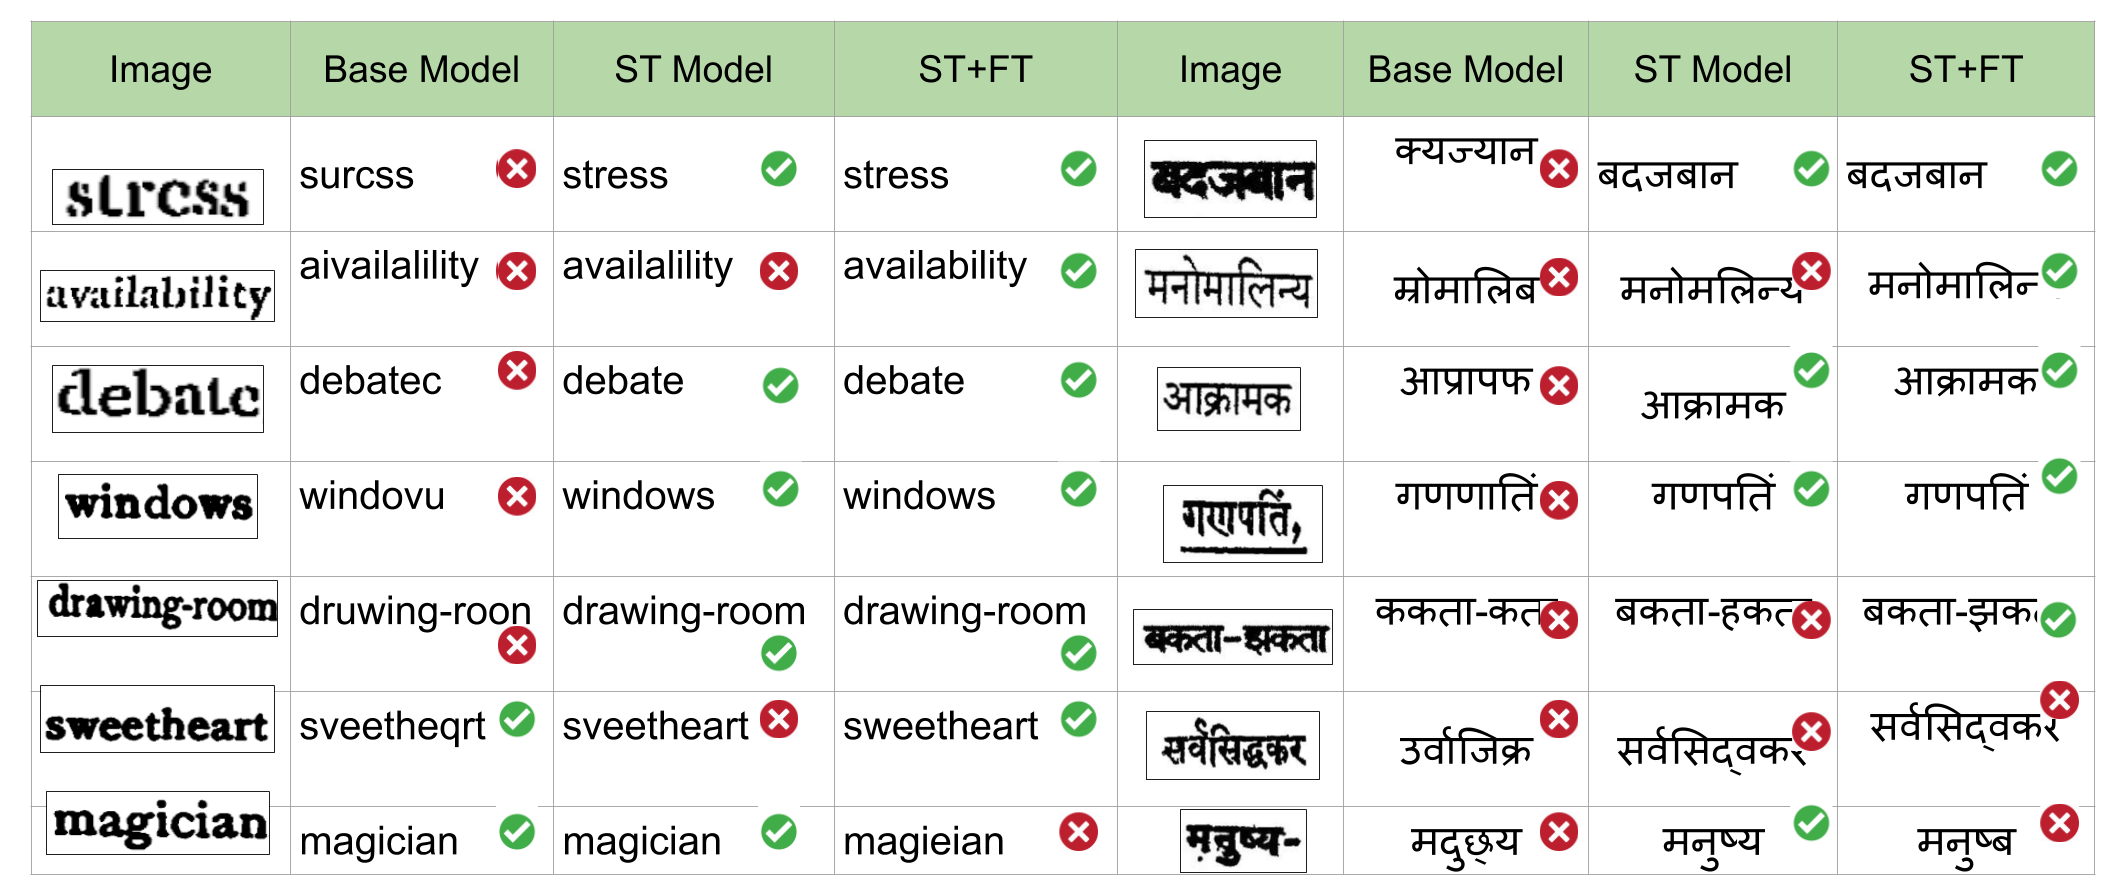 Image Base Model ST Model ST+FT Image Base Model ST Model ST+FT
stress surcss stress stress बदजबान क्यज्यान बदजबान बदजबान
availability aivailalility availalility availability मनोमालिन्य म्रोमालिब मनोमलिन्य मनोमालिन्
debate debatec debate debate आक्रामक आप्रापफ आक्रामक आक्रामक
windows windovu windows windows गणपतिं, गणणातिं गणपतिं गणपतिं
drawing-room druwing-roon drawing-room drawing-room बकता-झकता ककता-कता बकता-हकता बकता-झक
sweetheart sveetheqrt sveetheart sweetheart सर्वसिद्धकर उर्वाजिक्र सर्वसिद्वकर सर्वसिद्वकर
magician magician magician magieian मनुष्य- मदुछ्य मनुष्य मनुष्ब